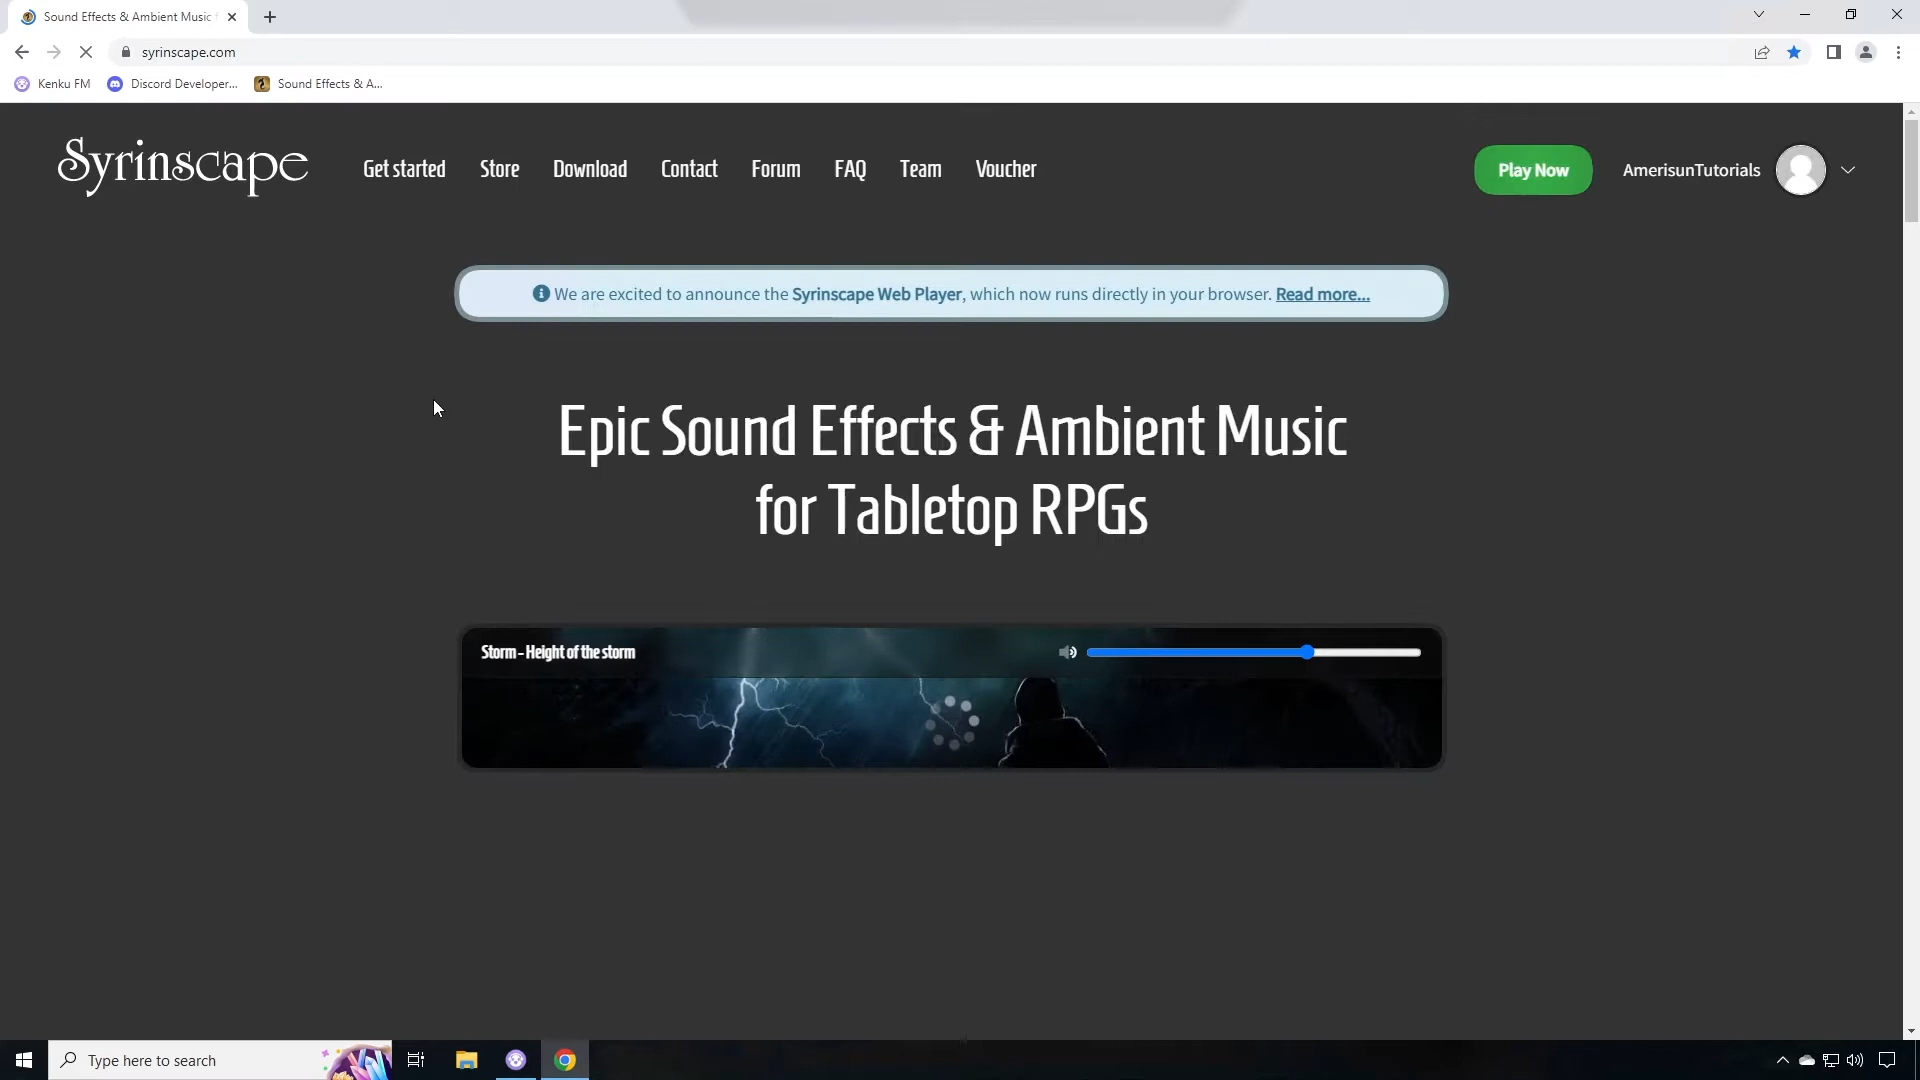 Sound Effects & Ambient Music f
syrinscape.com
Kenku FM
Discord Developer...
Sound Effects & A...
Syrinscape
Get started
Store
Download
Contact
Forum
FAQ
Team
Voucher
Play Now
AmerisunTutorials
We are excited to announce the Syrinscape Web Player, which now runs directly in your browser. Read more...
Epic Sound Effects & Ambient Music
for Tabletop RPGs
Storm - Height of the storm
Type here to search